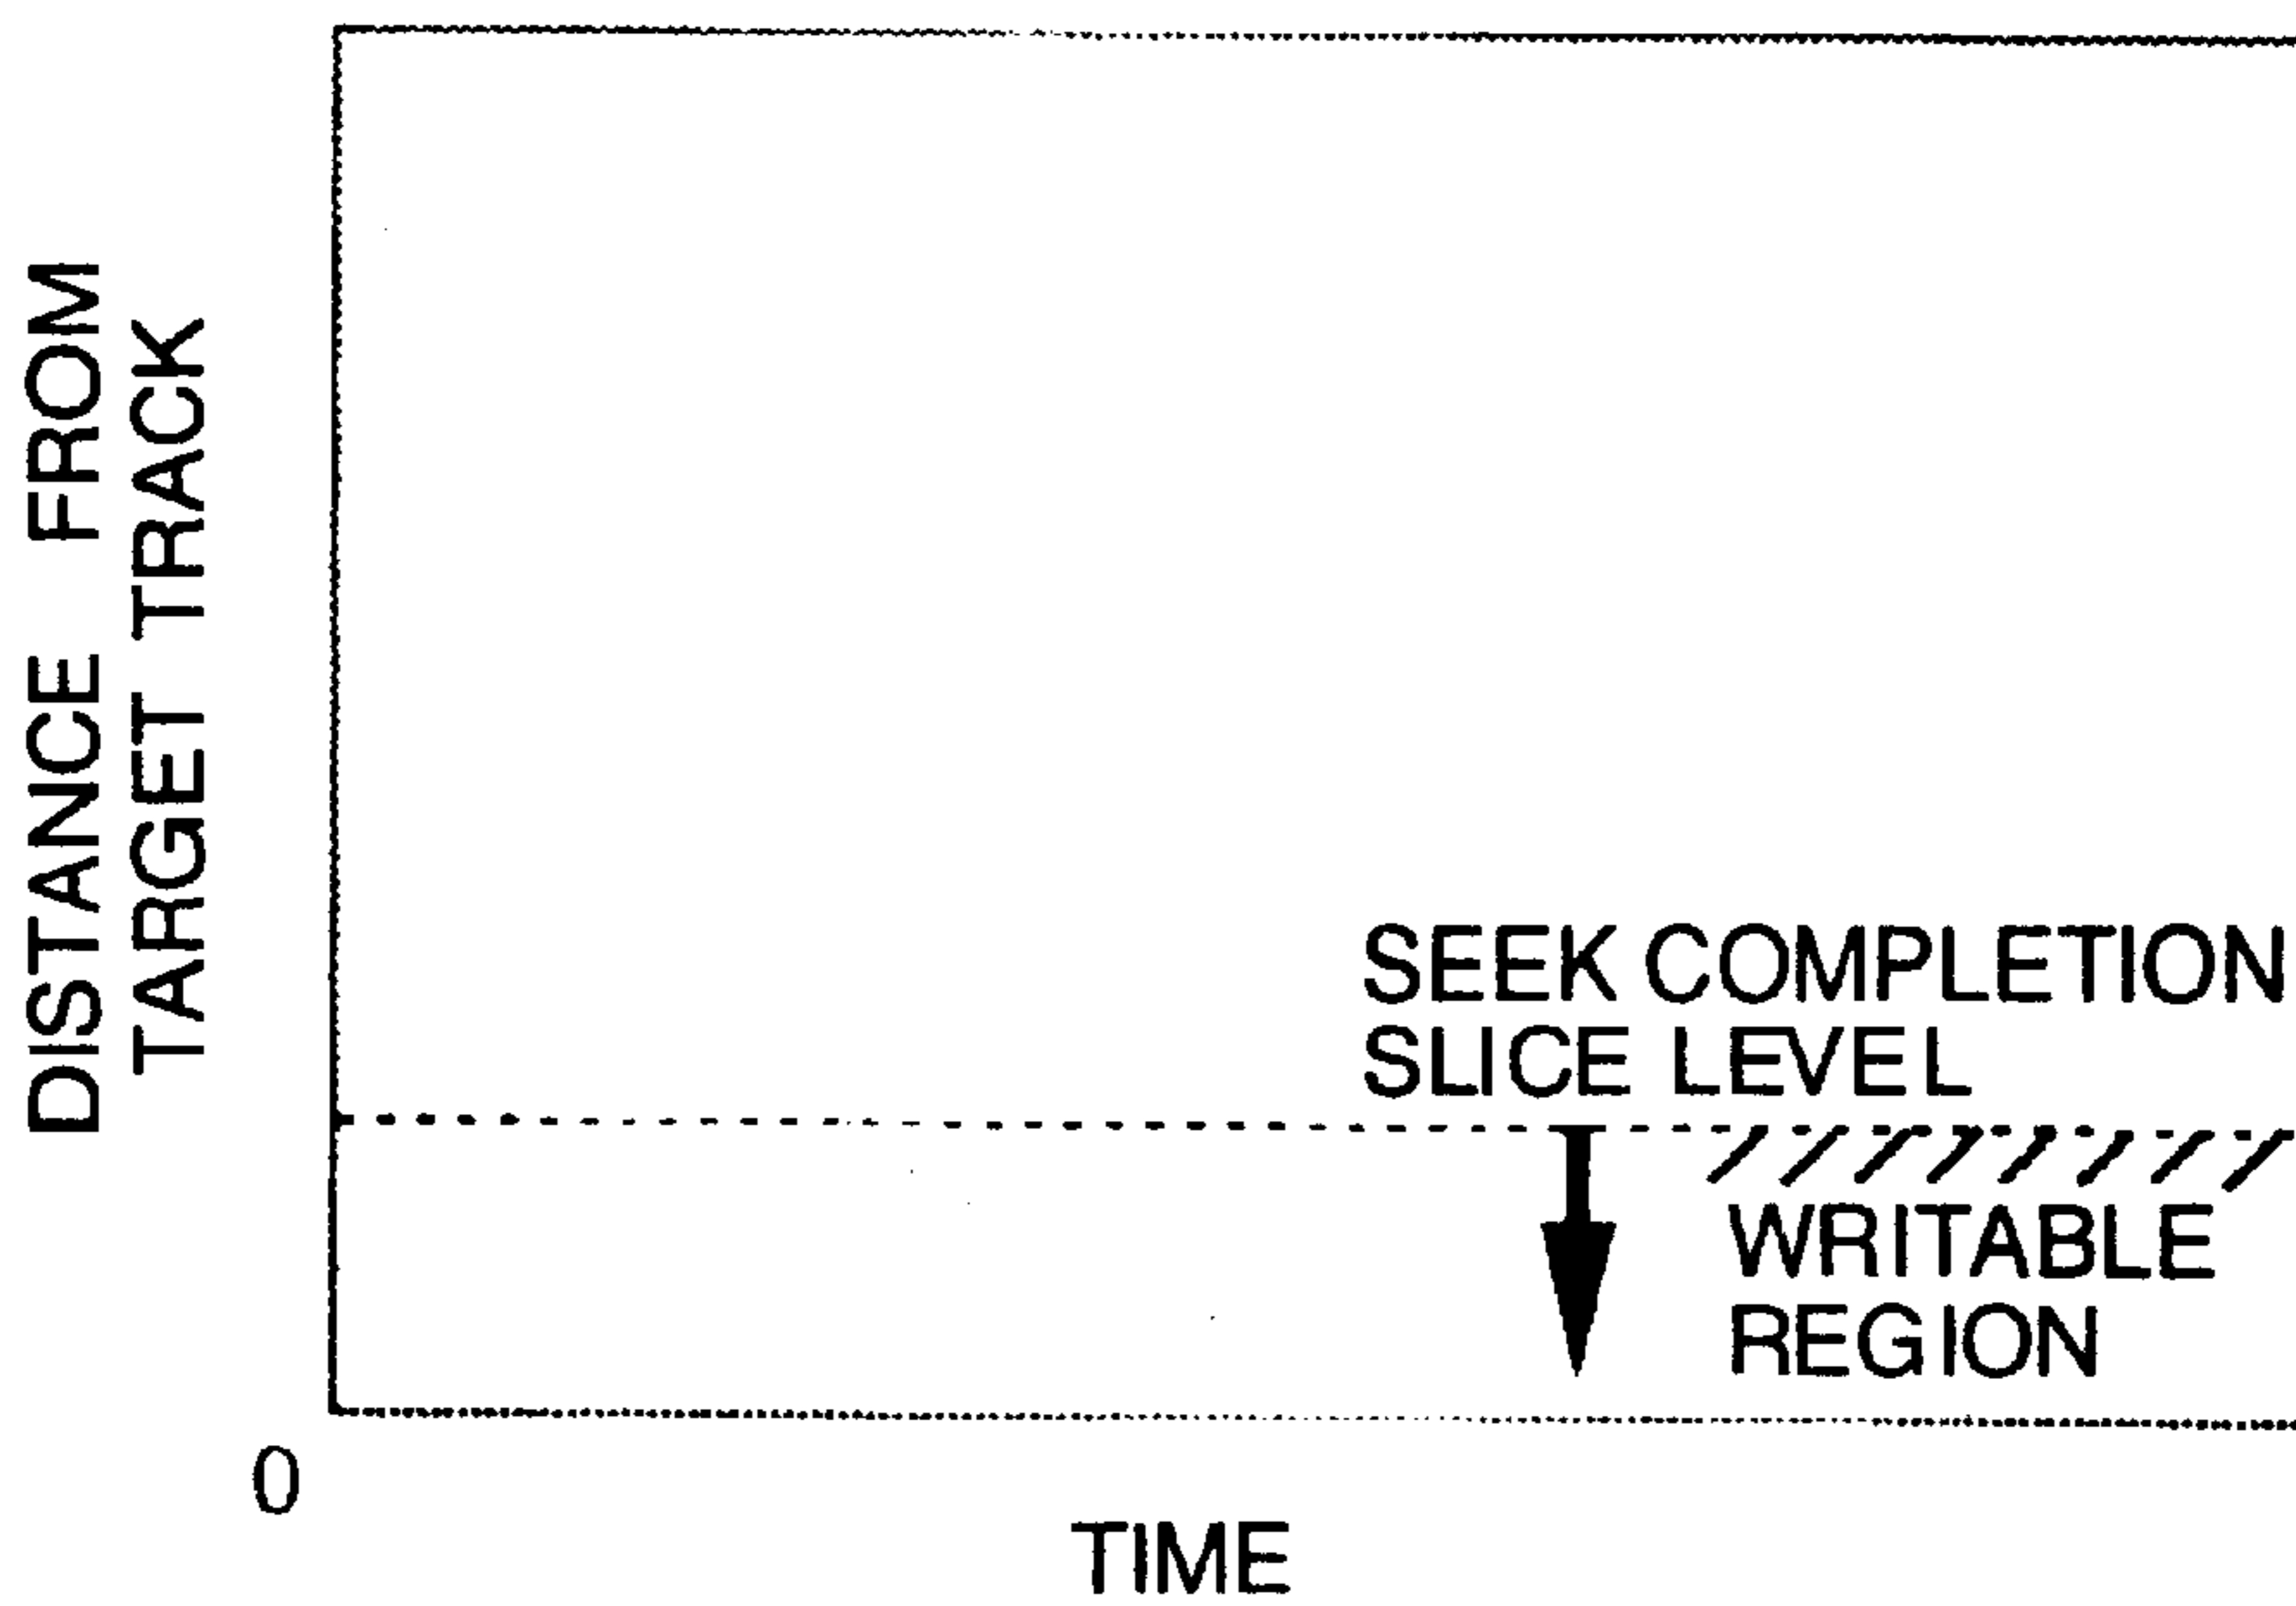 DISTANCE FROM
TARGET TRACK
SEEK COMPLETION
SLICE LEVEL
WRITABLE
REGION
0
TIME